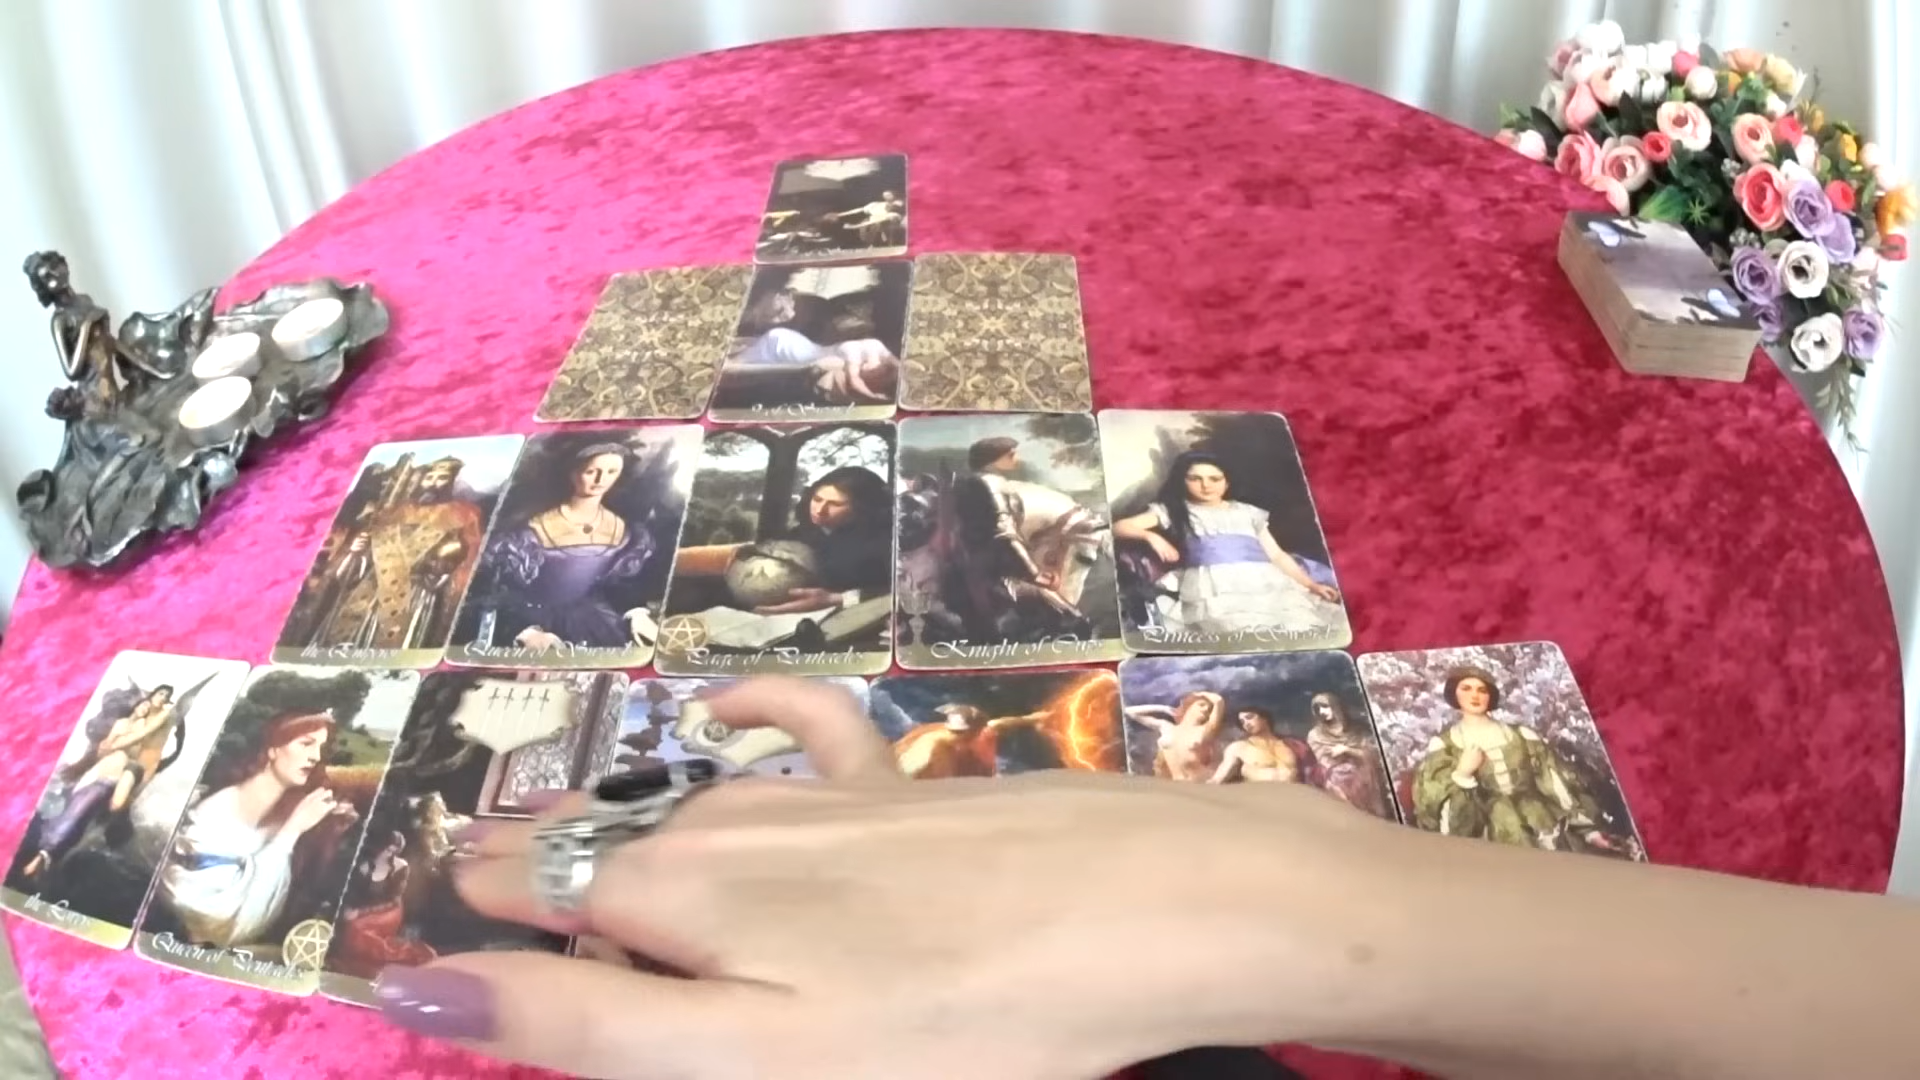 9 of Swords
the Emperor
Queen of Swords
Page of Pentacles
Knight of Cups
Princess of Swords
the Lovers
Queen of Pentacles